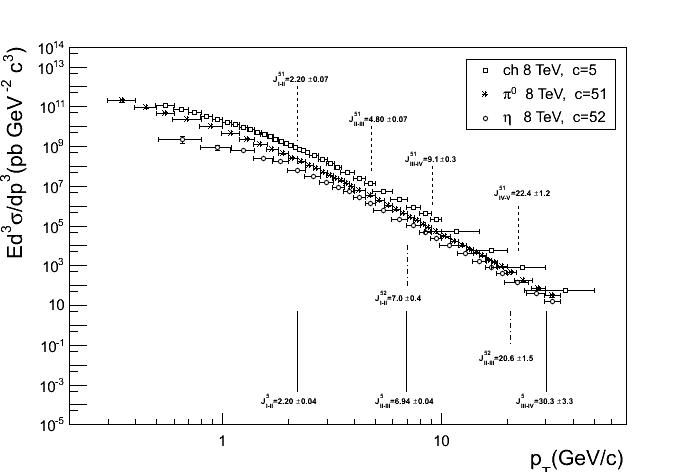 10^14
10^13
10^11
10^9
10^7
10^5
10^3
10
10^-1
10^-3
10^-5
Ed^3σ/dp^3(pb GeV^-2 c^3)
ch 8 TeV, c=5
π^0 8 TeV, c=51
η 8 TeV, c=52
J^51_I-II=2.20 ±0.07
J^51_II-III=4.80 ±0.07
J^51_III-IV=9.1 ±0.3
J^51_IV-V=22.4 ±1.2
J^52_I-II=7.0 ±0.4
J^52_II-III=20.6 ±1.5
J^5_I-II=2.20 ±0.04
J^5_II-III=6.94 ±0.04
J^5_III-IV=30.3 ±3.3
1
10
p_T(GeV/c)